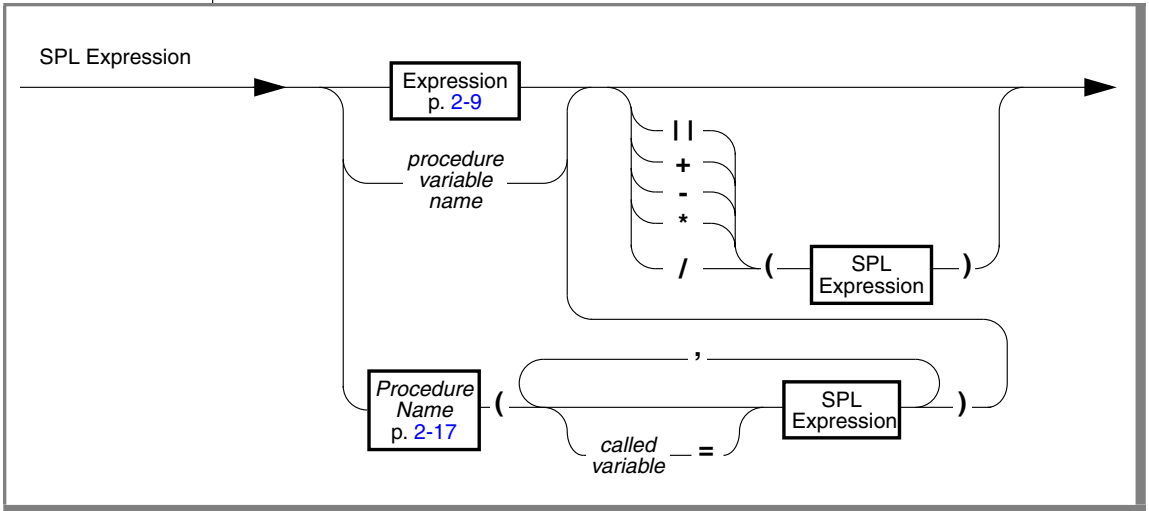 SPL Expression
Expression
p. 2-9
procedure
variable
name
||
+
-
*
/
(
SPL
Expression
)
,
Procedure
Name
p. 2-17
(
called
variable
=
SPL
Expression
)